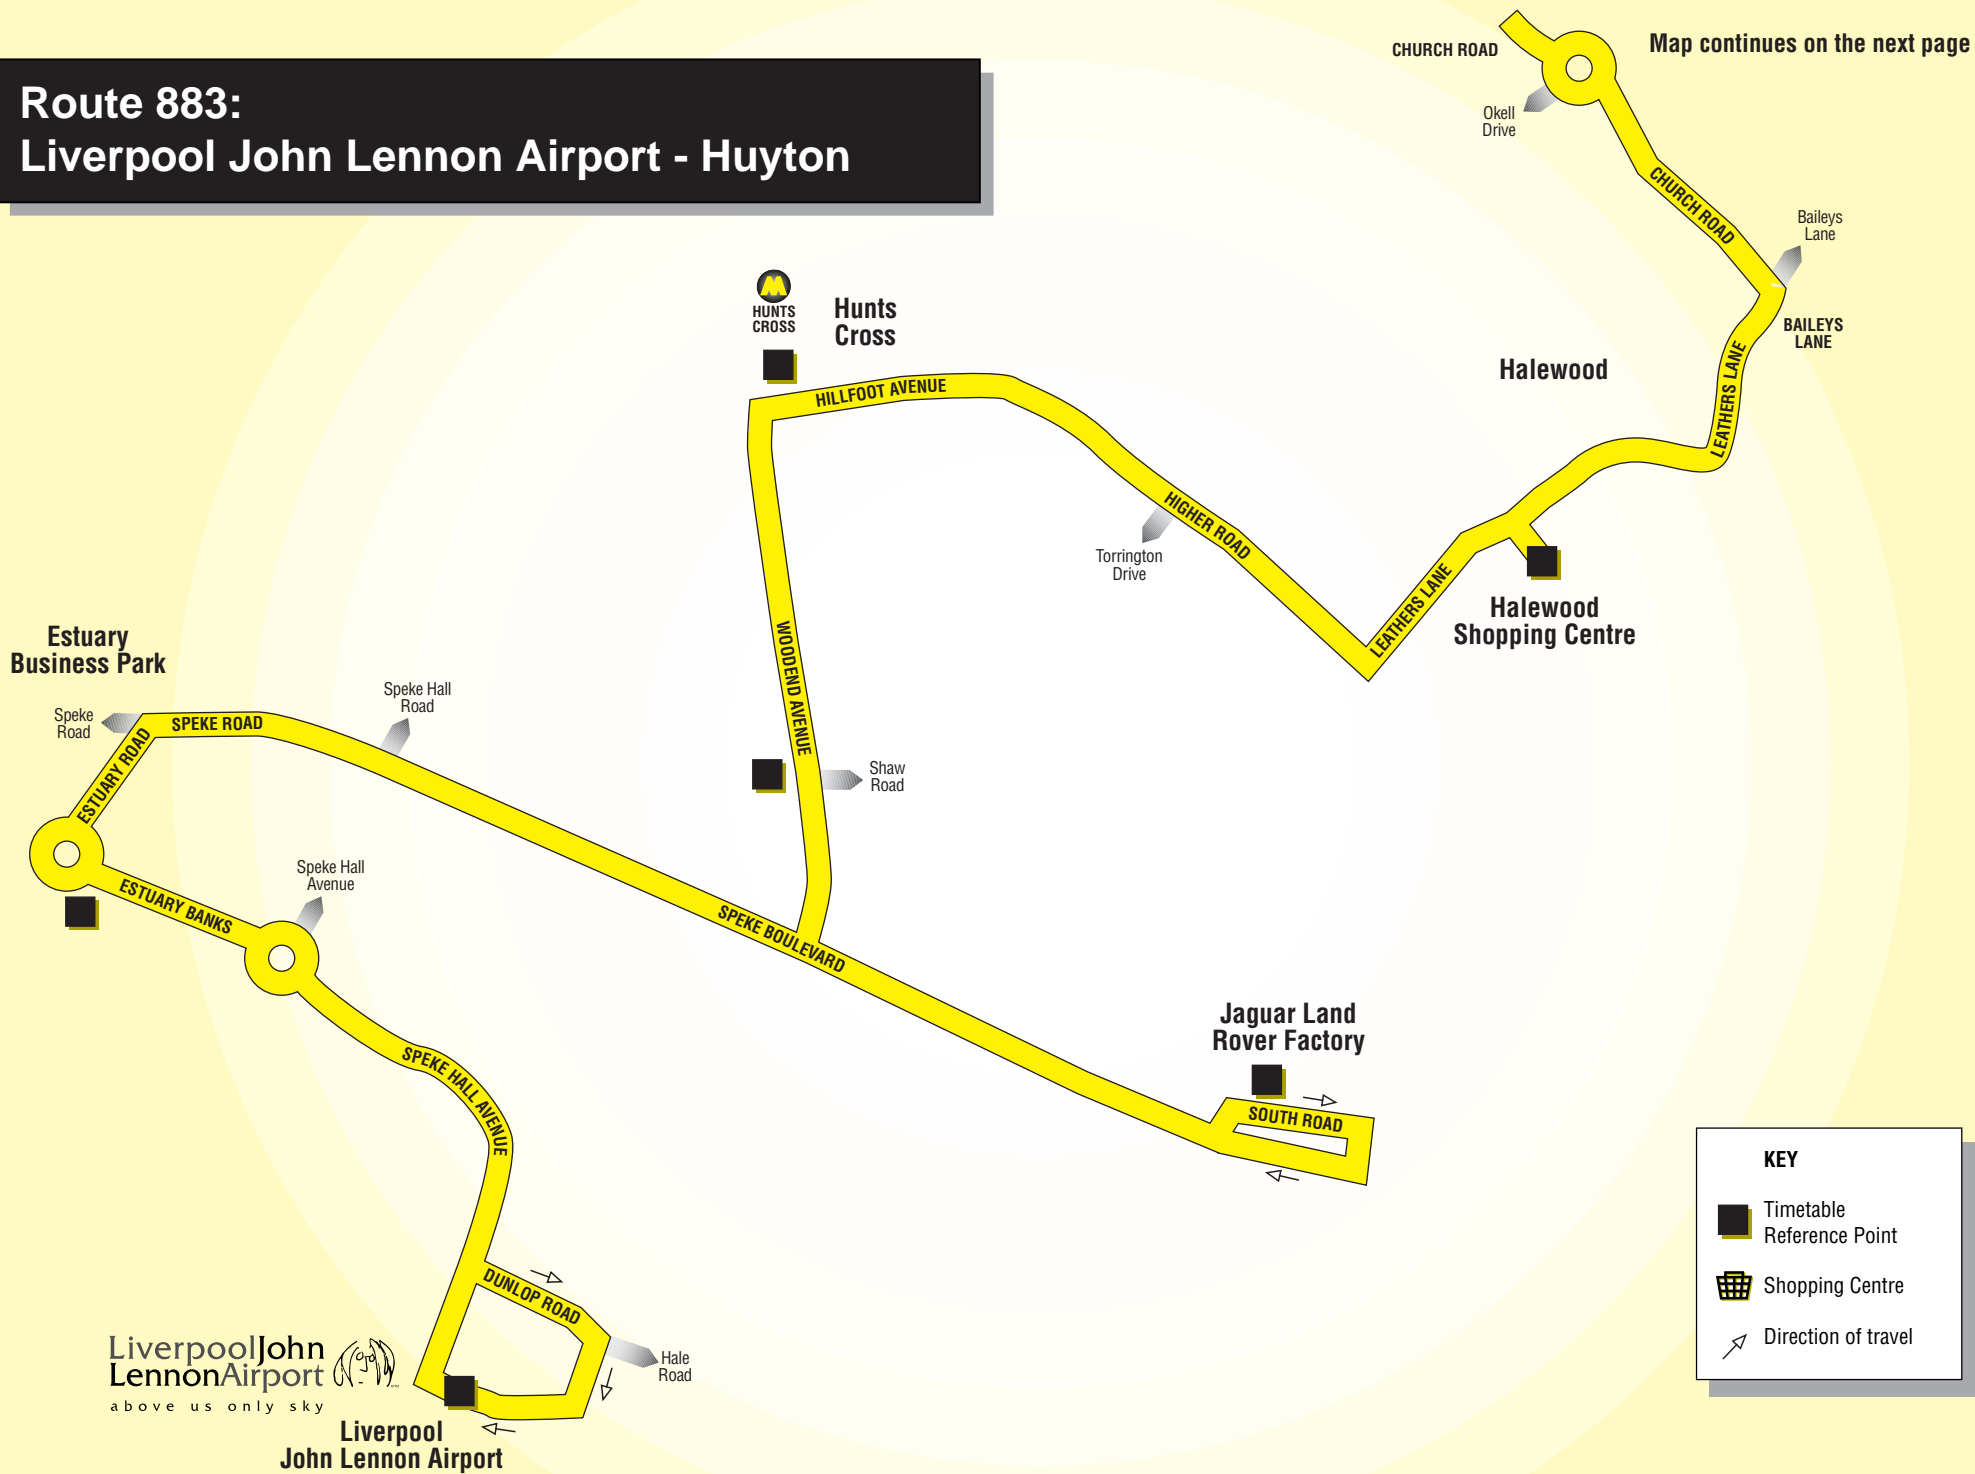 Route 883:
Liverpool John Lennon Airport - Huyton
CHURCH ROAD
Map continues on the next page
Okell
Drive
CHURCH ROAD
Baileys
Lane
BAILEYS
LANE
LEATHERS LANE
Halewood
HUNTS
CROSS
Hunts
Cross
HILLFOOT AVENUE
HIGHER ROAD
Torrington
Drive
LEATHERS LANE
Halewood
Shopping Centre
WOODEND AVENUE
Shaw
Road
Estuary
Business Park
Speke
Road
SPEKE ROAD
Speke Hall
Road
ESTUARY ROAD
ESTUARY BANKS
Speke Hall
Avenue
SPEKE BOULEVARD
SPEKE HALL AVENUE
Jaguar Land
Rover Factory
SOUTH ROAD
DUNLOP ROAD
Hale
Road
LiverpoolJohn
LennonAirport
above us only sky
Liverpool
John Lennon Airport
KEY
Timetable
Reference Point
Shopping Centre
Direction of travel